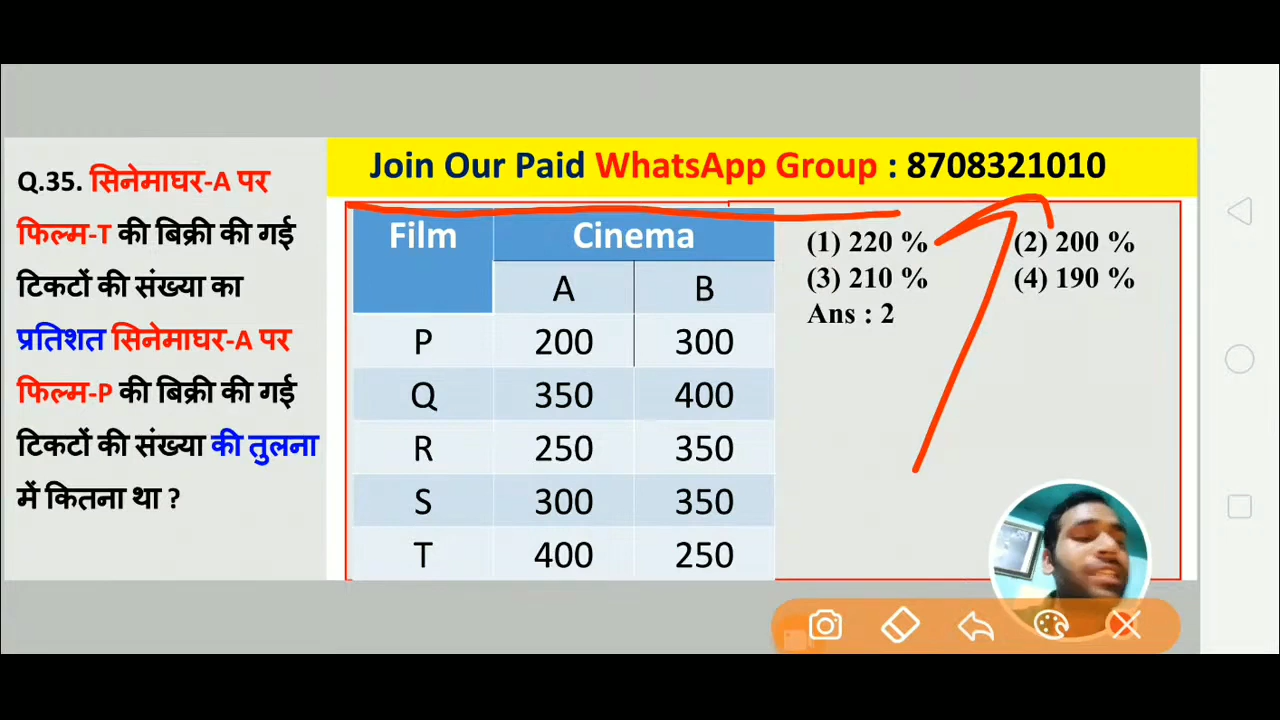 Join Our Paid WhatsApp Group : 8708321010
Q.35. सिनेमाघर-A पर
फिल्म-T की बिक्री की गई
टिकटों की संख्या का
प्रतिशत सिनेमाघर-A पर
फिल्म-P की बिक्री की गई
टिकटों की संख्या की तुलना
में कितना था ?
Film Cinema
A B
P 200 300
Q 350 400
R 250 350
S 300 350
T 400 250
(1) 220 % (2) 200 %
(3) 210 % (4) 190 %
Ans : 2